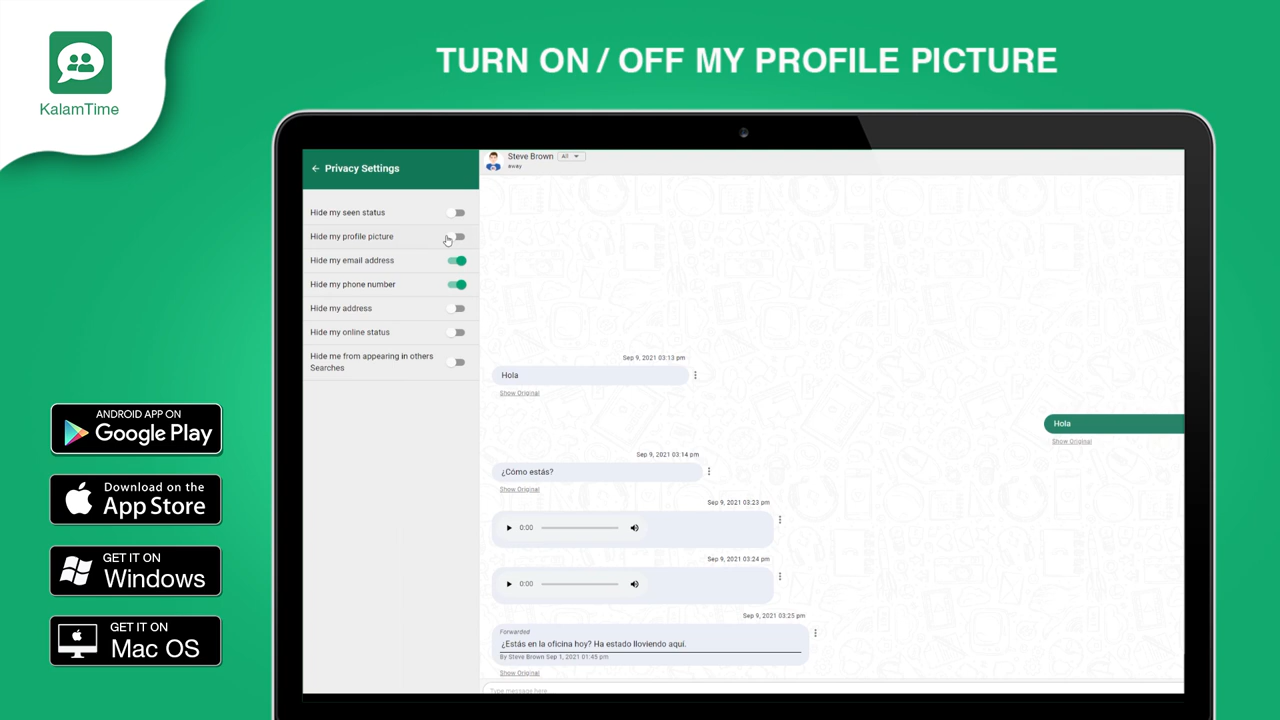 KalamTime
TURN ON / OFF MY PROFILE PICTURE
Privacy Settings
Hide my seen status
Hide my profile picture
Hide my email address
Hide my phone number
Hide my address
Hide my online status
Hide me from appearing in others
Searches
Steve Brown All
away
Sep 9, 2021 03:13 pm
Hola
Show Original
Hola
Show Original
Sep 9, 2021 03:14 pm
¿Cómo estás?
Show Original
Sep 9, 2021 03:23 pm
0:00
Sep 9, 2021 03:24 pm
0:00
Sep 9, 2021 03:25 pm
Forwarded
¿Estás en la oficina hoy? Ha estado lloviendo aquí.
By Steve Brown Sep 1, 2021 01:45 pm
Show Original
Type message here
ANDROID APP ON
Google Play
Download on the
App Store
GET IT ON
Windows
GET IT ON
Mac OS